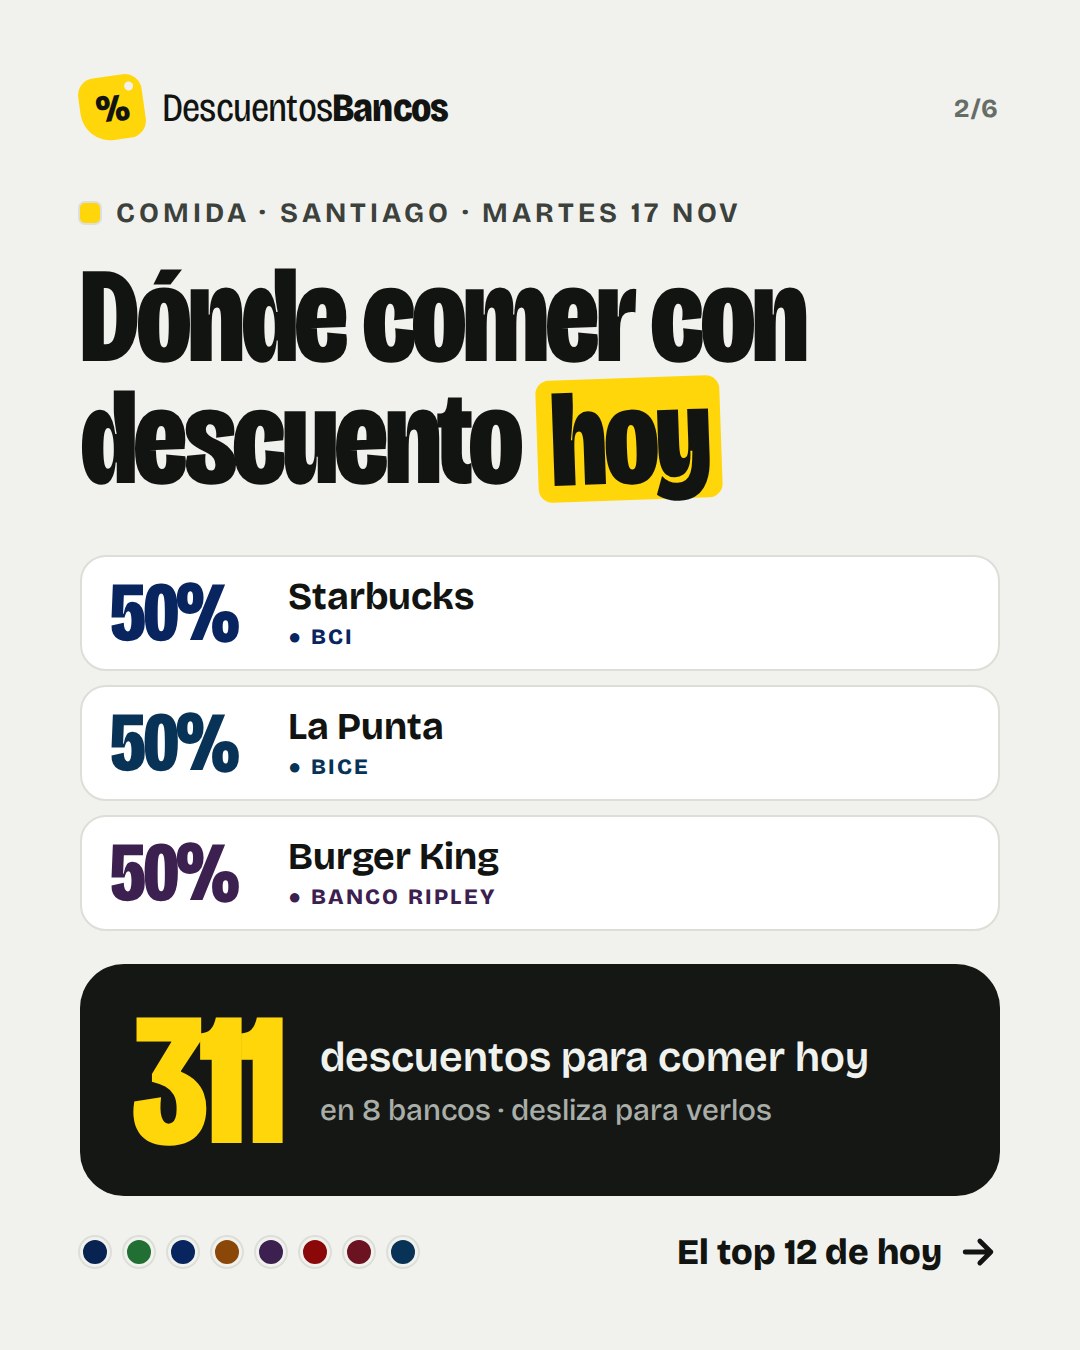 %
DescuentosBancos
2/6
COMIDA · SANTIAGO · MARTES 17 NOV
Dónde comer con
descuento hoy
50%
Starbucks
• BCI
50%
La Punta
• BICE
50%
Burger King
• BANCO RIPLEY
311
descuentos para comer hoy
en 8 bancos · desliza para verlos
El top 12 de hoy →